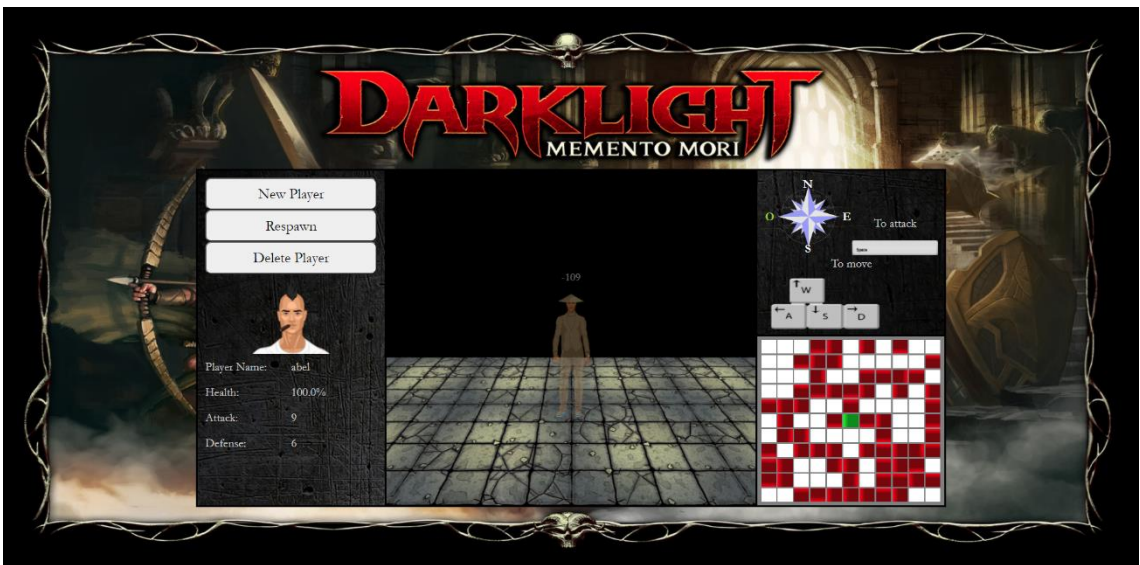 DARKLIGHT
MEMENTO MORI
New Player
Respawn
Delete Player
Player Name: abel
Health: 100.0%
Attack: 9
Defense: 6
-109
N
O
E
S
To attack
To move
↑ W
← A
↓ S
→ D